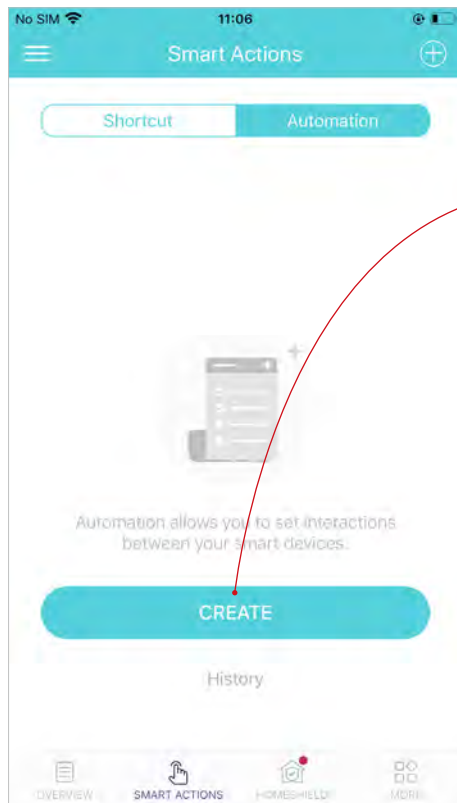 No SIM 11:06
Smart Actions
Shortcut Automation
Automation allows you to set interactions
between your smart devices.
CREATE
History
OVERVIEW SMART ACTIONS HOMESHIELD MORE